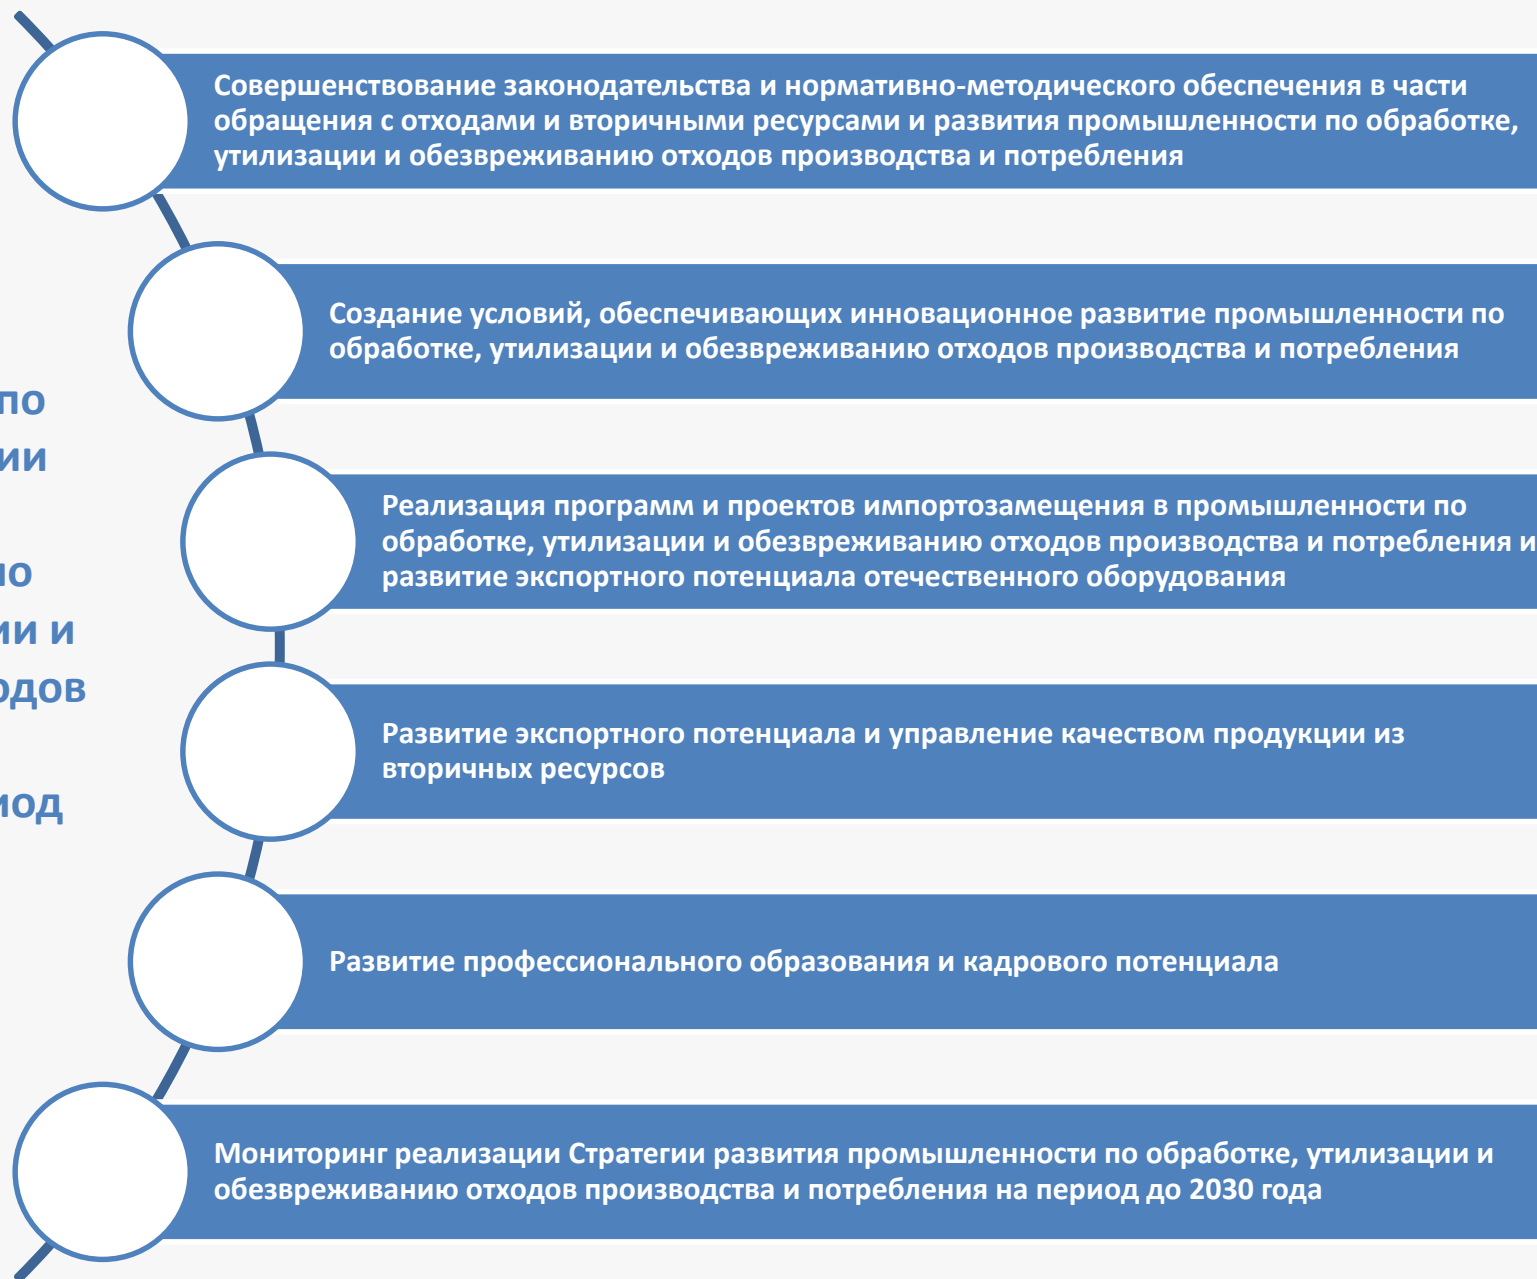 Совершенствование законодательства и нормативно-методического обеспечения в части
обращения с отходами и вторичными ресурсами и развития промышленности по обработке,
утилизации и обезвреживанию отходов производства и потребления
Создание условий, обеспечивающих инновационное развитие промышленности по
обработке, утилизации и обезвреживанию отходов производства и потребления
по
ии
Реализация программ и проектов импортозамещения в промышленности по
обработке, утилизации и обезвреживанию отходов производства и потребления и
развитие экспортного потенциала отечественного оборудования
по
ии и
одов
иод
Развитие экспортного потенциала и управление качеством продукции из
вторичных ресурсов
Развитие профессионального образования и кадрового потенциала
Мониторинг реализации Стратегии развития промышленности по обработке, утилизации и
обезвреживанию отходов производства и потребления на период до 2030 года